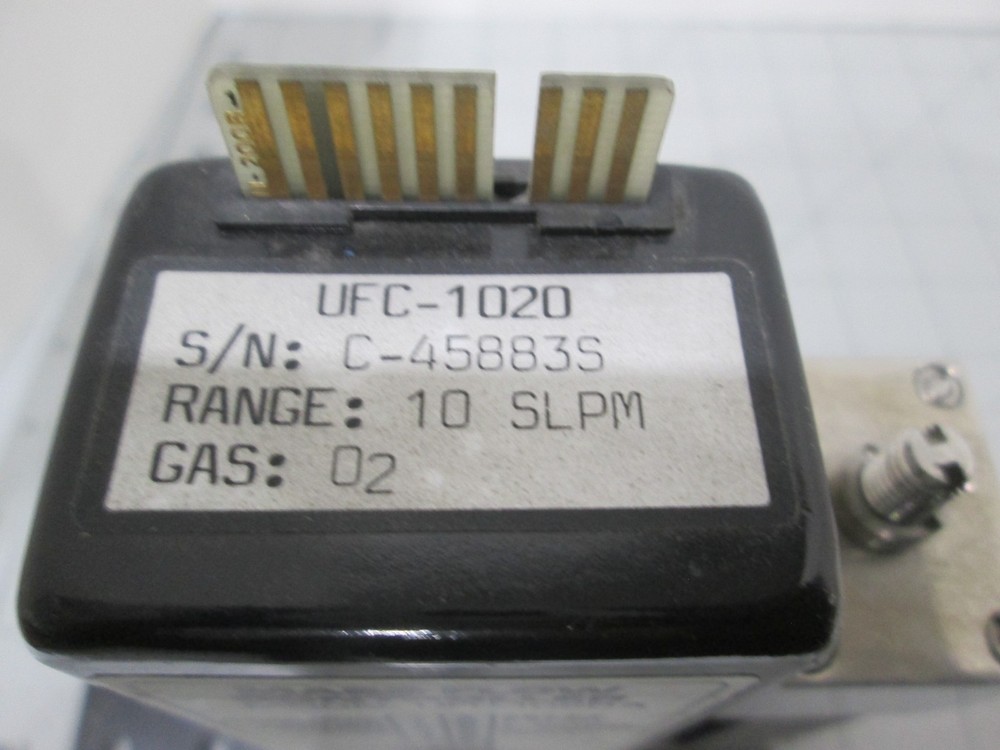 UFC-1020
S/N: C-45883S
RANGE: 10 SLPM
GAS: O2